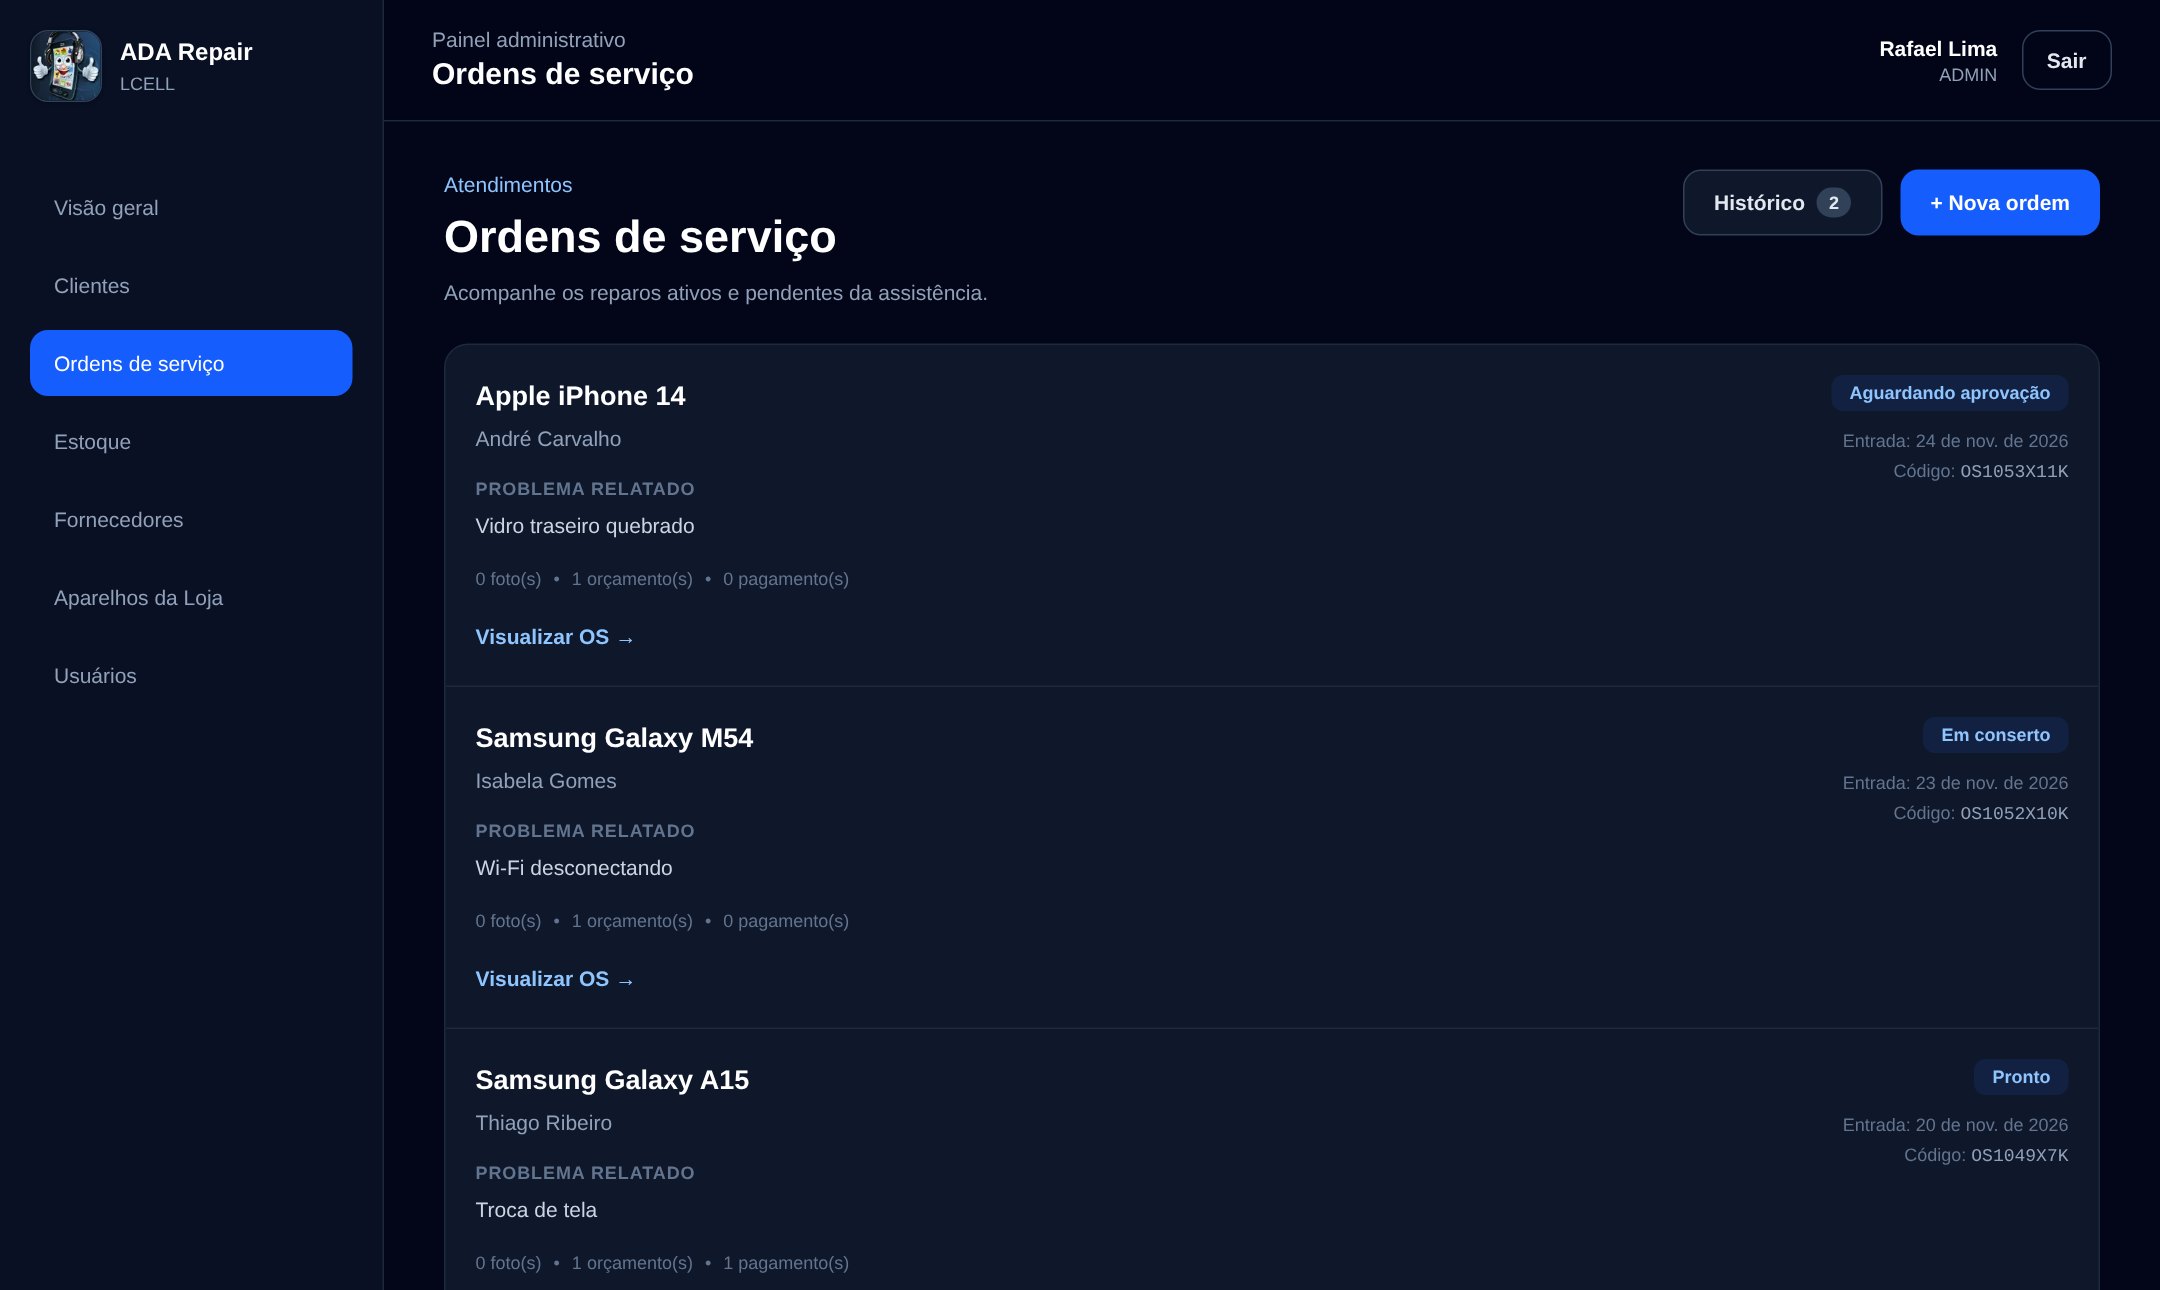 ADA Repair
LCELL
Visão geral
Clientes
Ordens de serviço
Estoque
Fornecedores
Aparelhos da Loja
Usuários
Painel administrativo
Ordens de serviço
Rafael Lima
ADMIN
Sair
Atendimentos
Ordens de serviço
Acompanhe os reparos ativos e pendentes da assistência.
Histórico 2
+ Nova ordem
Apple iPhone 14
André Carvalho
PROBLEMA RELATADO
Vidro traseiro quebrado
0 foto(s) • 1 orçamento(s) • 0 pagamento(s)
Visualizar OS →
Aguardando aprovação
Entrada: 24 de nov. de 2026
Código: OS1053X11K
Samsung Galaxy M54
Isabela Gomes
PROBLEMA RELATADO
Wi-Fi desconectando
0 foto(s) • 1 orçamento(s) • 0 pagamento(s)
Visualizar OS →
Em conserto
Entrada: 23 de nov. de 2026
Código: OS1052X10K
Samsung Galaxy A15
Thiago Ribeiro
PROBLEMA RELATADO
Troca de tela
0 foto(s) • 1 orçamento(s) • 1 pagamento(s)
Pronto
Entrada: 20 de nov. de 2026
Código: OS1049X7K